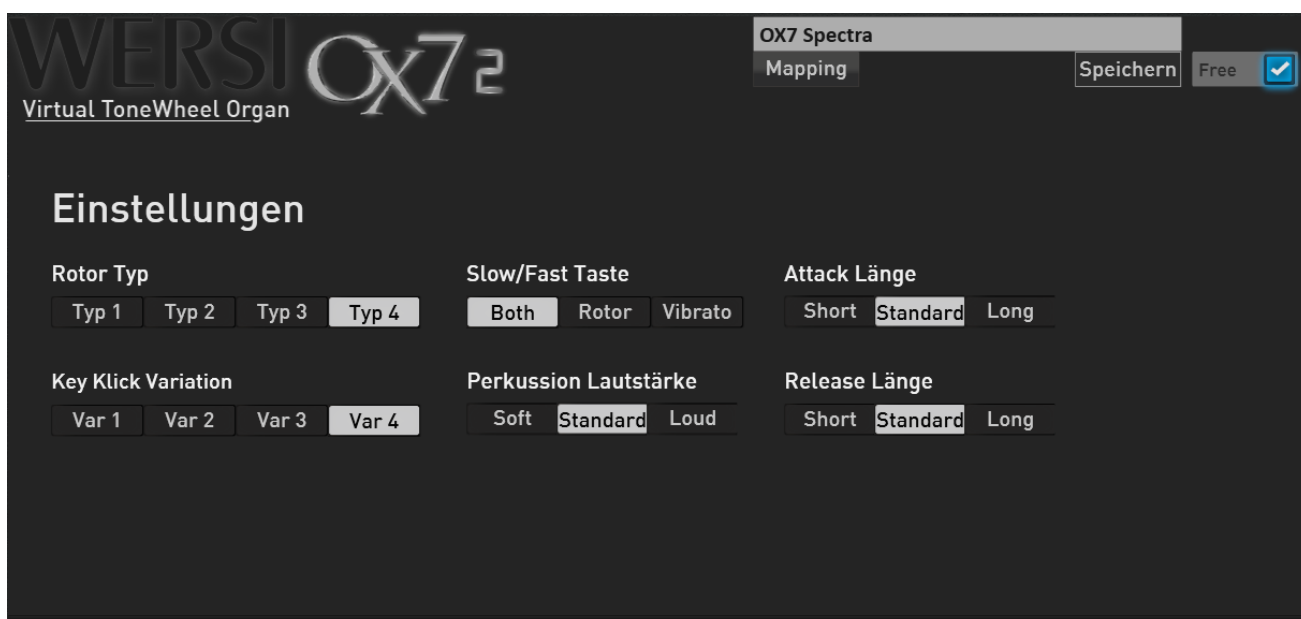 WERSI OX7 2
Virtual ToneWheel Organ
OX7 Spectra
Mapping Speichern Free
Einstellungen
Rotor Typ Slow/Fast Taste Attack Länge
Typ 1 Typ 2 Typ 3 Typ 4 Both Rotor Vibrato Short Standard Long
Key Klick Variation Perkussion Lautstärke Release Länge
Var 1 Var 2 Var 3 Var 4 Soft Standard Loud Short Standard Long